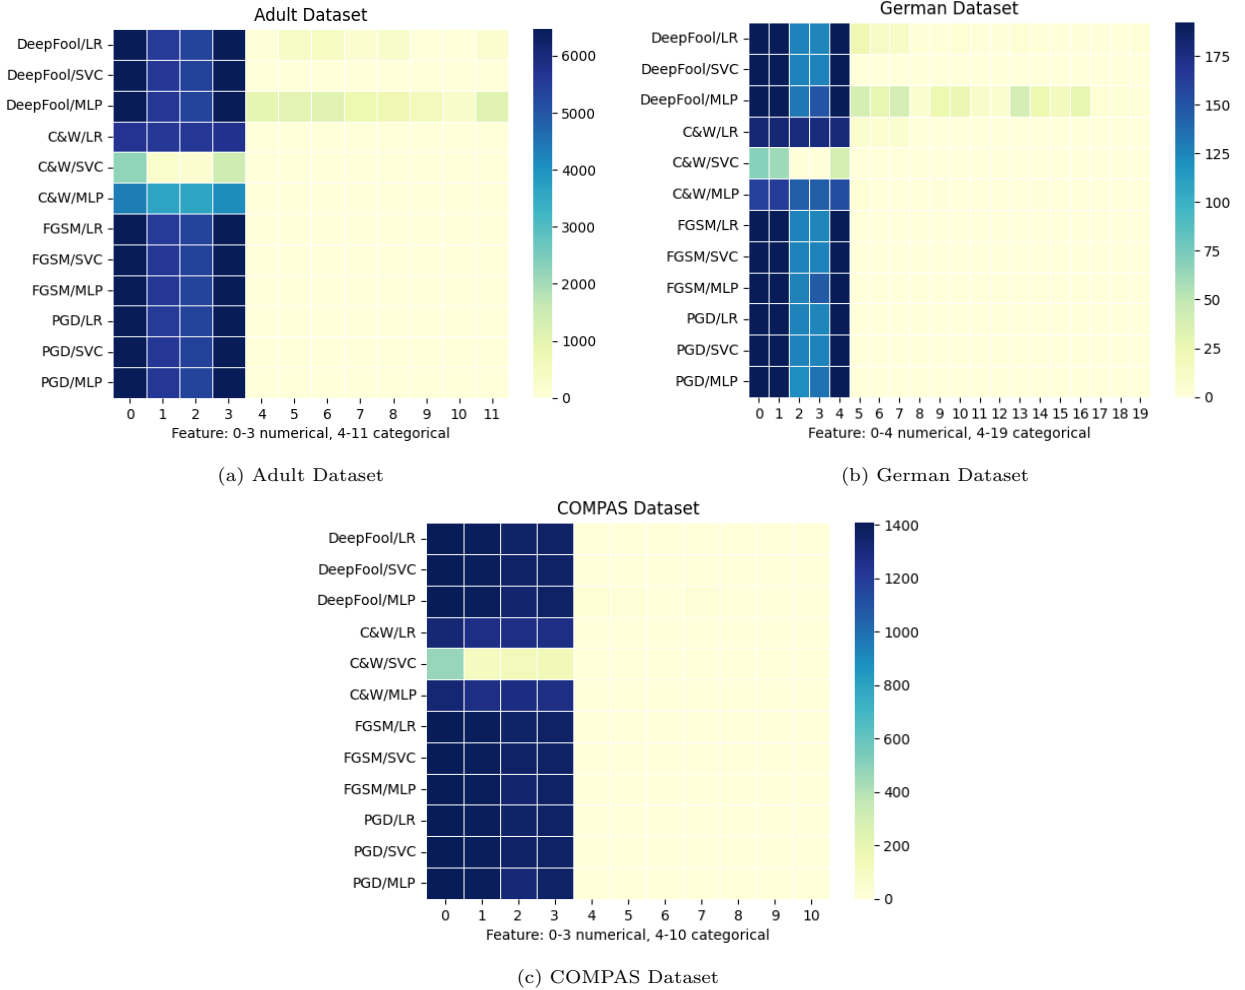 Adult Dataset
DeepFool/LR
DeepFool/SVC
DeepFool/MLP
C&W/LR
C&W/SVC
C&W/MLP
FGSM/LR
FGSM/SVC
FGSM/MLP
PGD/LR
PGD/SVC
PGD/MLP
0 1 2 3 4 5 6 7 8 9 10 11
Feature: 0-3 numerical, 4-11 categorical
6000
5000
4000
3000
2000
1000
0
(a) Adult Dataset
German Dataset
DeepFool/LR
DeepFool/SVC
DeepFool/MLP
C&W/LR
C&W/SVC
C&W/MLP
FGSM/LR
FGSM/SVC
FGSM/MLP
PGD/LR
PGD/SVC
PGD/MLP
0 1 2 3 4 5 6 7 8 9 10 11 12 13 14 15 16 17 18 19
Feature: 0-4 numerical, 4-19 categorical
175
150
125
100
75
50
25
0
(b) German Dataset
COMPAS Dataset
DeepFool/LR
DeepFool/SVC
DeepFool/MLP
C&W/LR
C&W/SVC
C&W/MLP
FGSM/LR
FGSM/SVC
FGSM/MLP
PGD/LR
PGD/SVC
PGD/MLP
0 1 2 3 4 5 6 7 8 9 10
Feature: 0-3 numerical, 4-10 categorical
1400
1200
1000
800
600
400
200
0
(c) COMPAS Dataset